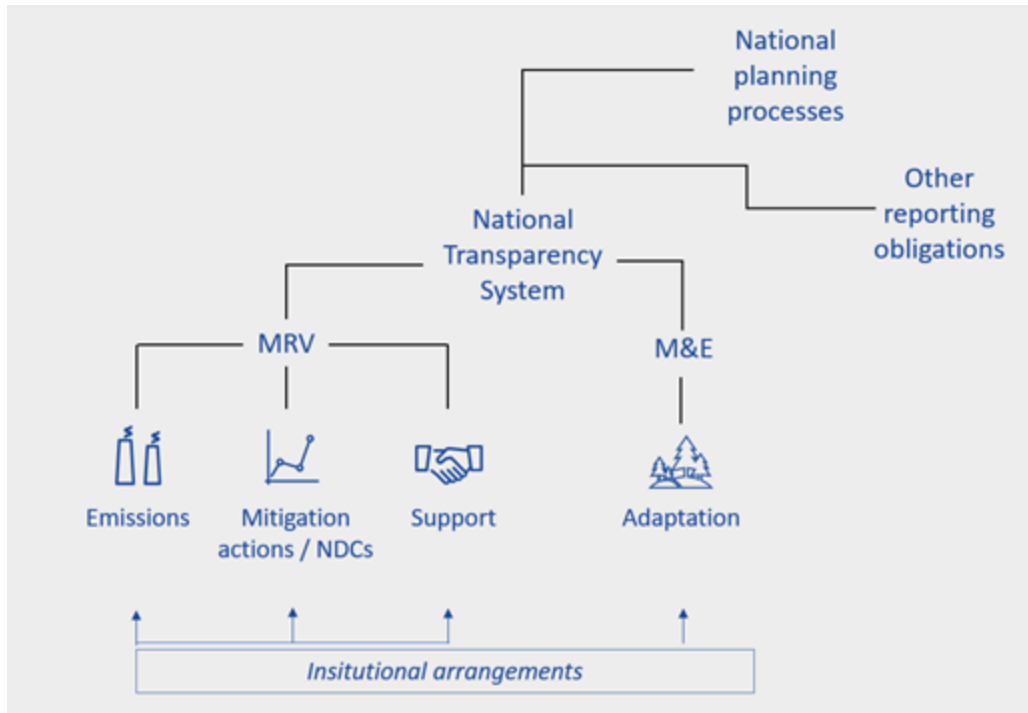 National
planning
processes
Other
reporting
obligations
National
Transparency
System
MRV
M&E
Emissions
Mitigation
actions / NDCs
Support
Adaptation
Insitutional arrangements